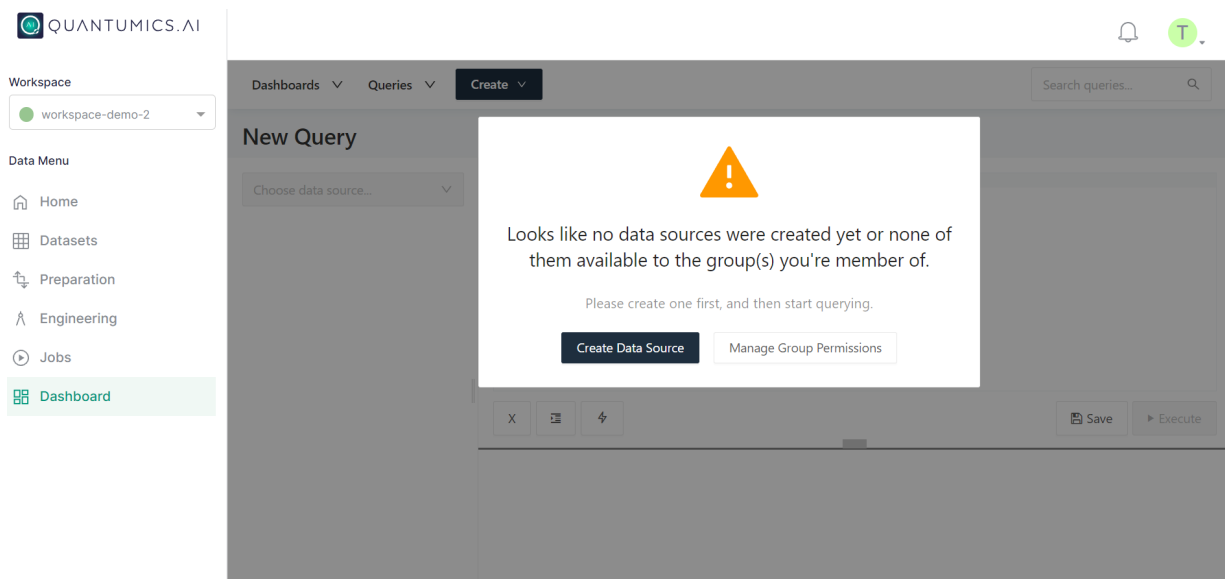 QUANTUMICS.AI
T
Workspace
workspace-demo-2
Data Menu
Home
Datasets
Preparation
Engineering
Jobs
Dashboard
Dashboards
Queries
Create
Search queries...
New Query
Choose data source...
Looks like no data sources were created yet or none of
them available to the group(s) you're member of.
Please create one first, and then start querying.
Create Data Source
Manage Group Permissions
X
Save
Execute